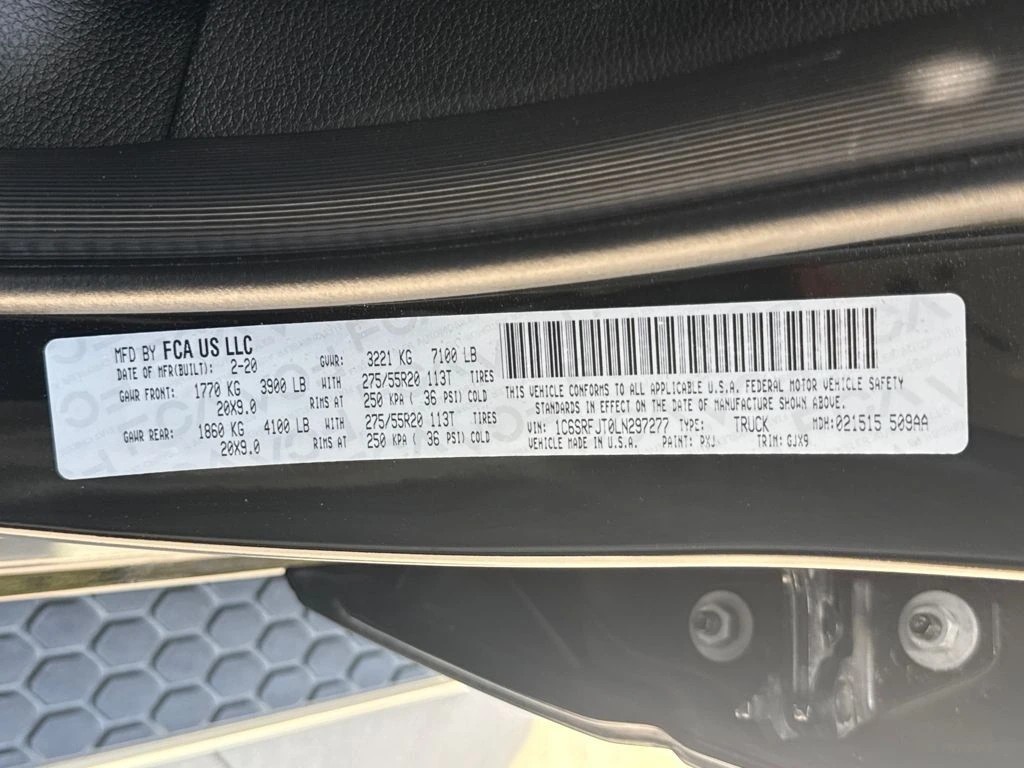 MFD BY FCA US LLC
DATE OF MFR(BUILT): 2-20
GVWR: 3221 KG 7100 LB
GAWR FRONT: 1770 KG 3900 LB WITH 275/55R20 113T TIRES
20X9.0 RIMS AT 250 KPA ( 36 PSI) COLD
GAWR REAR: 1860 KG 4100 LB WITH 275/55R20 113T TIRES
20X9.0 RIMS AT 250 KPA ( 36 PSI) COLD
THIS VEHICLE CONFORMS TO ALL APPLICABLE U.S.A. FEDERAL MOTOR VEHICLE SAFETY
STANDARDS IN EFFECT ON THE DATE OF MANUFACTURE SHOWN ABOVE.
VIN: 1C6SRFJT0LN297277 TYPE: TRUCK MDH: 021515 509AA
VEHICLE MADE IN U.S.A. PAINT: PXJ TRIM: GJX9